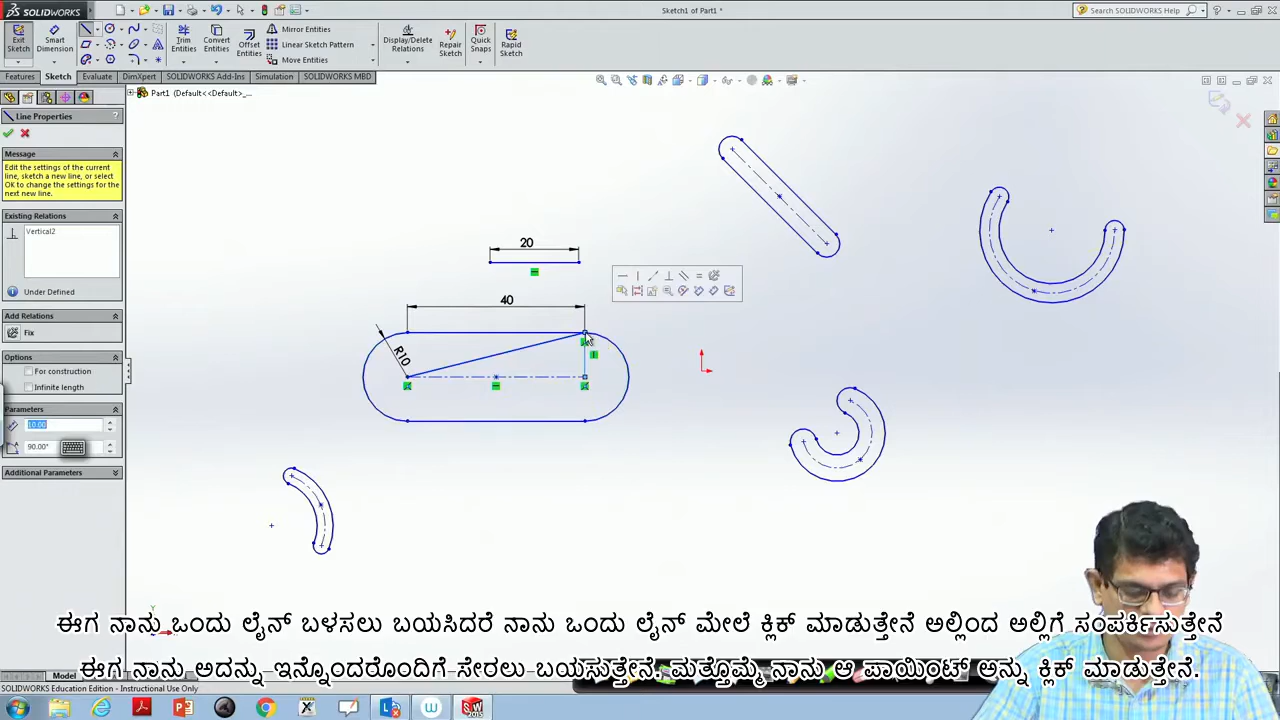 SOLIDWORKS
Sketch1 of Part1 *
Search SOLIDWORKS Help
Exit Sketch
Smart Dimension
Trim Entities
Convert Entities
Offset Entities
Mirror Entities
Linear Sketch Pattern
Move Entities
Display/Delete Relations
Repair Sketch
Quick Snaps
Rapid Sketch
Features
Sketch
Evaluate
DimXpert
SOLIDWORKS Add-Ins
Simulation
SOLIDWORKS MBD
Part1 (Default<<Default>_...
Line Properties
Message
Edit the settings of the current
line, sketch a new line, or select
OK to change the settings for the
next new line.
Existing Relations
Vertical2
Under Defined
Add Relations
Fix
Options
For construction
Infinite length
Parameters
10.00
90.00°
Additional Parameters
20
40
R10
ಈಗ ನಾನು ಒಂದು ಲೈನ್ ಬಳಸಲು ಬಯಸಿದರೆ ನಾನು ಒಂದು ಲೈನ್ ಮೇಲೆ ಕ್ಲಿಕ್ ಮಾಡುತ್ತೇನೆ ಅಲ್ಲಿಂದ ಅಲ್ಲಿಗೆ ಸಂಪರ್ಕಿಸುತ್ತೇನೆ
ಈಗ ನಾನು ಅದನ್ನು ಇನ್ನೊಂದರೊಂದಿಗೆ ಸೇರಲು ಬಯಸುತ್ತೇನೆ. ಮತ್ತೊಮ್ಮೆ ನಾನು ಆ ಪಾಯಿಂಟ್ ಅನ್ನು ಕ್ಲಿಕ್ ಮಾಡುತ್ತೇನೆ.
Model
SOLIDWORKS Education Edition - Instructional Use Only